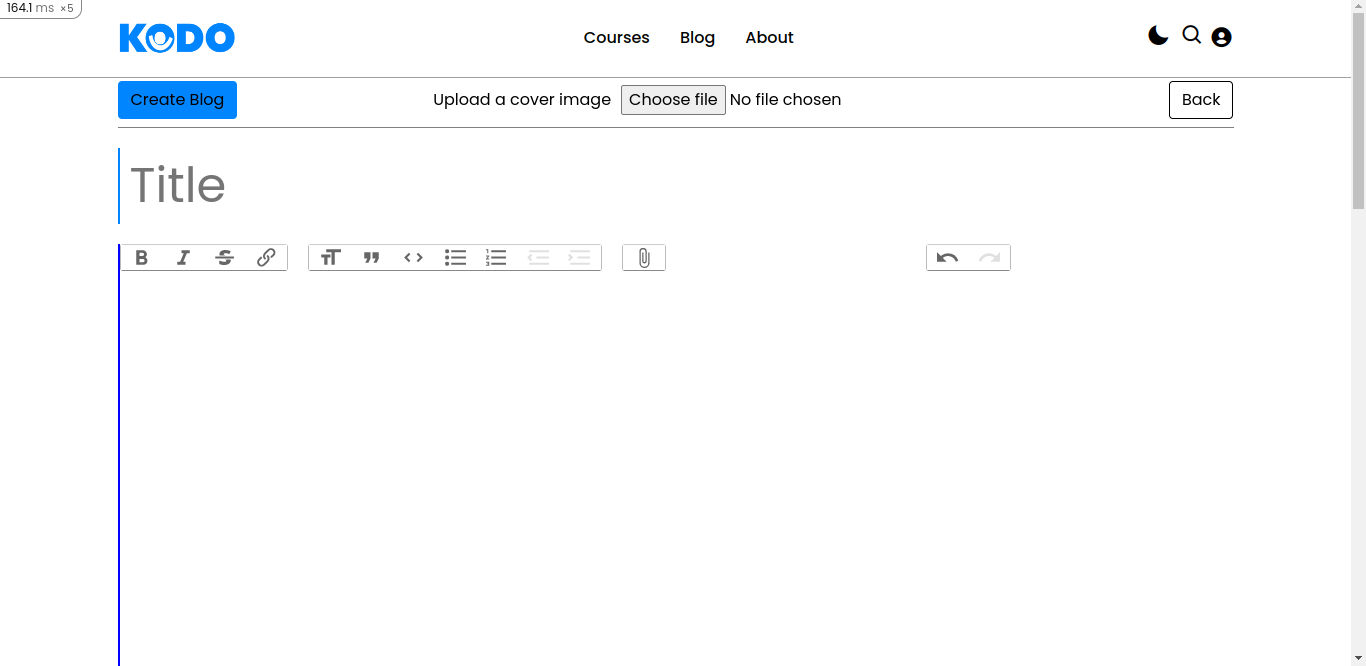 164.1 ms ×5
KODO
Courses Blog About
Create Blog Upload a cover image Choose file No file chosen Back
Title